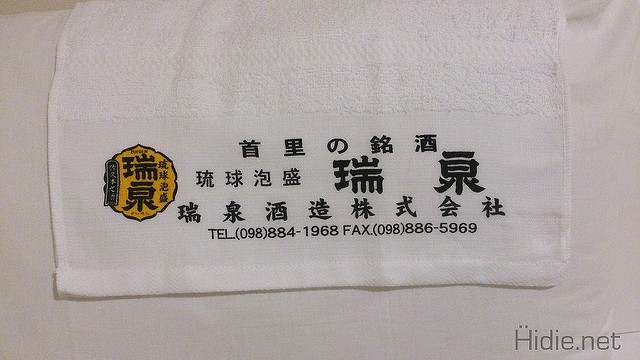 首里の銘酒
琉球泡盛 瑞泉
瑞泉酒造株式会社
TEL.(098)884-1968 FAX.(098)886-5969
瑞泉
琉球泡盛
Hidie.net